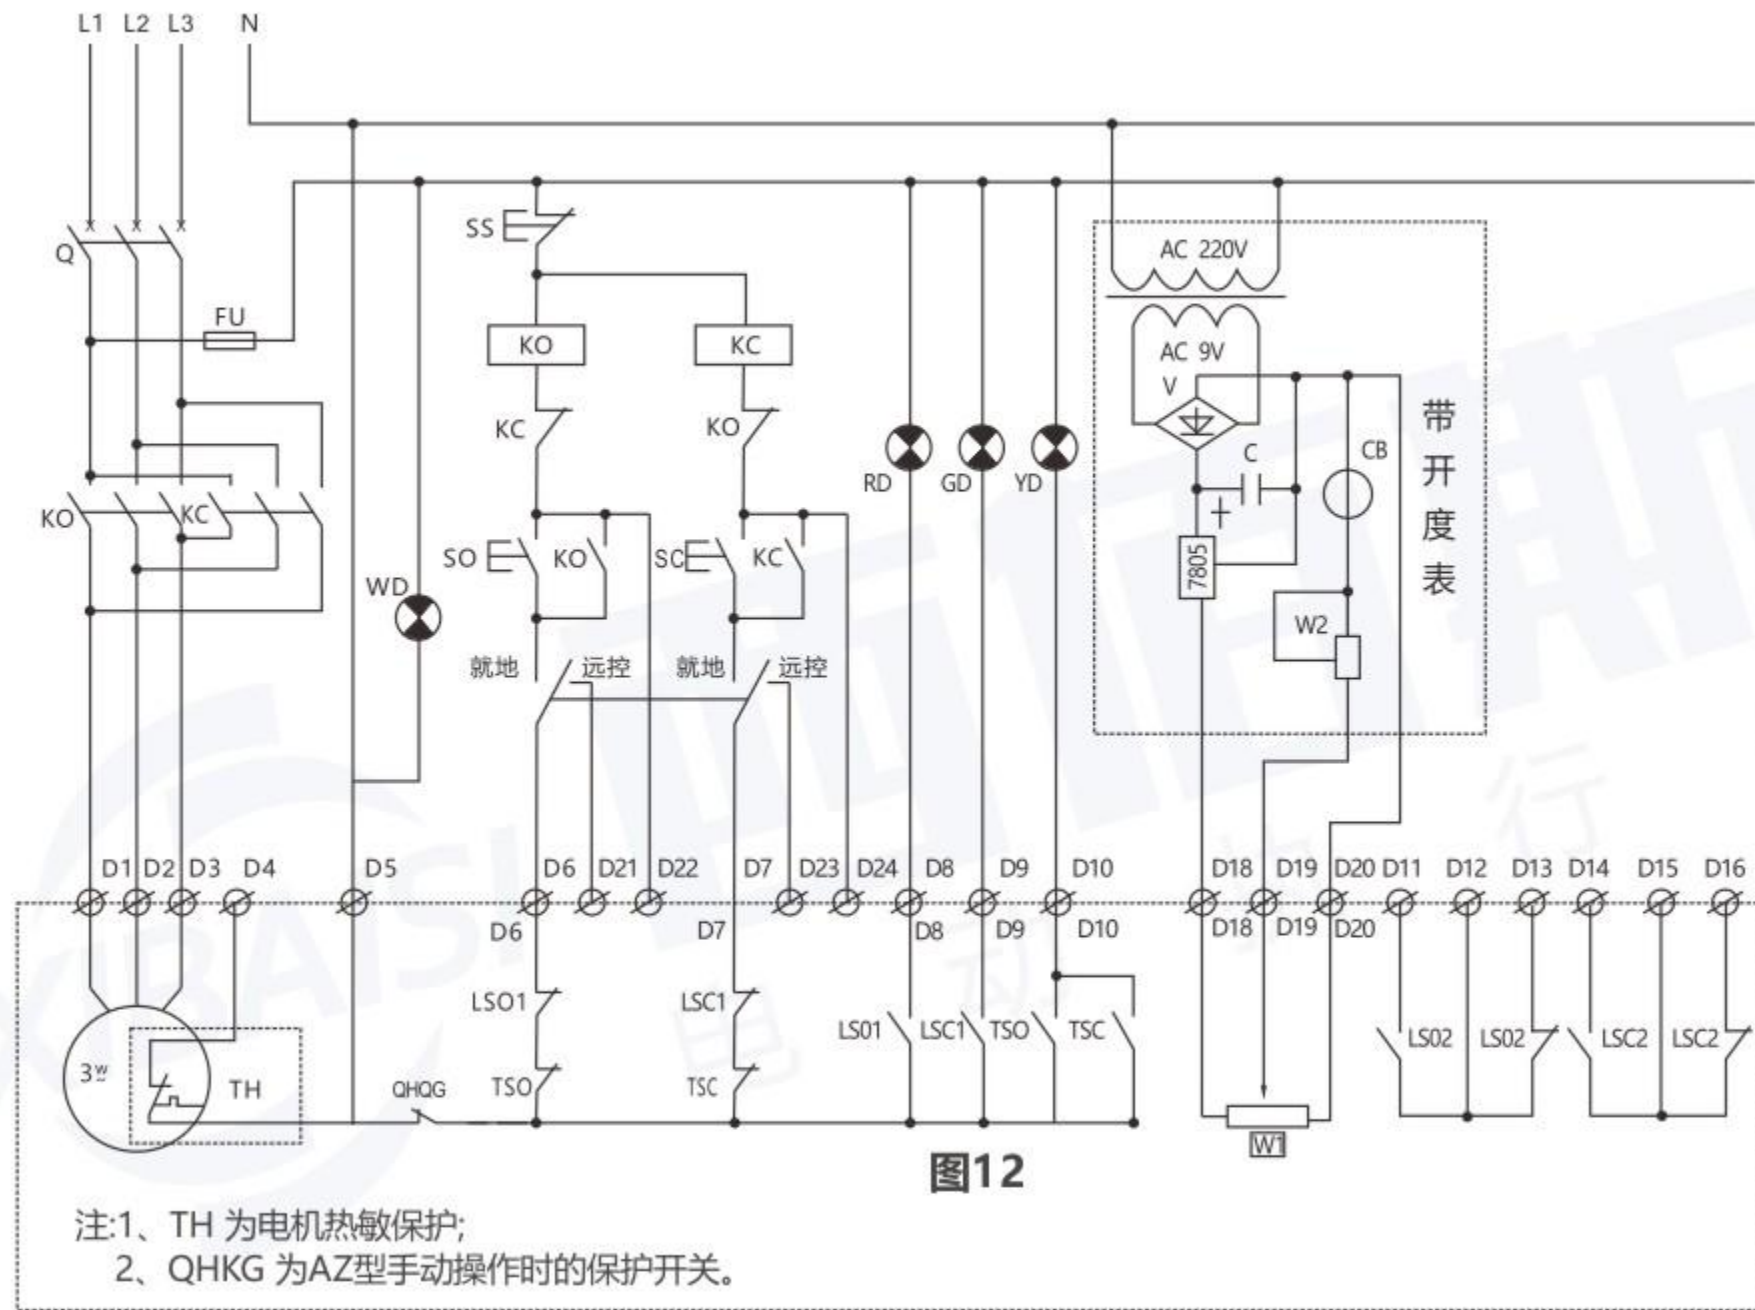 L1 L2 L3 N
SS
AC 220V
Q
FU
KO KC
AC 9V
V
带开度表
KC KO
C CB
RD GD YD
KO KC
SO KO SC KC
7805
WD
W2
就地 远控 就地 远控
D1 D2 D3 D4 D5 D6 D21 D22 D7 D23 D24 D8 D9 D10 D18 D19 D20 D11 D12 D13 D14 D15 D16
D6 D7 D8 D9 D10 D18 D19 D20
LSO1 LSC1
LS01 LSC1 TSO TSC LS02 LS02 LSC2 LSC2
3
TH
QHQG
TSO TSC
W1
图12
注:1、TH 为电机热敏保护;
2、QHKG 为AZ型手动操作时的保护开关。
XIBAISI
电 动 执 行